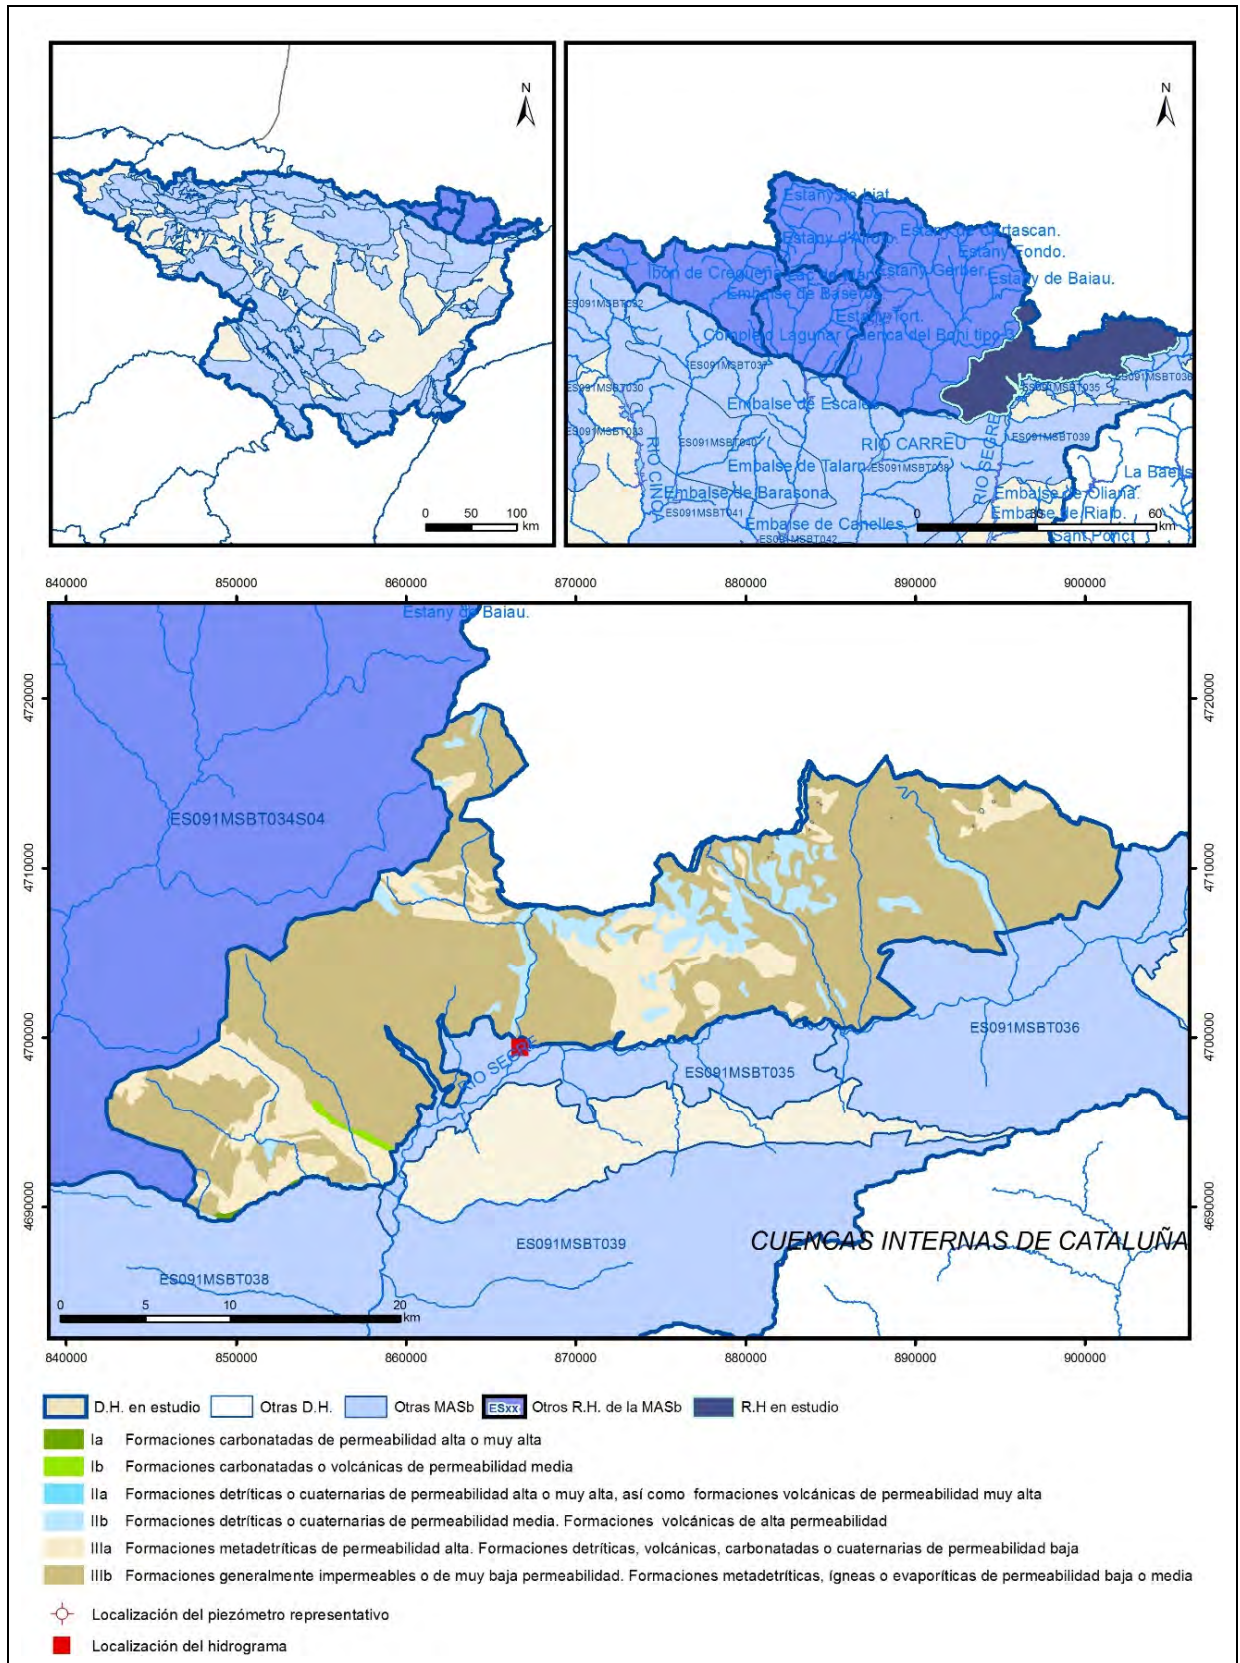 N
0 50 100
km
N
Estany de Liat.
Estany de Certascan.
Estany Fondo.
Estany Gerber.
Estany de Baiau.
Ibón de Cregueña
Embalse de Baserca.
Estany Tort.
Complejo Lagunar Cuenca del Boni tipo
ES091MSBT032
ES091MSBT037
ES091MSBT036
ES091MSBT035
ES091MSBT030
Embalse de Escales.
ES091MSBT033
ES091MSBT040
RIO CARREU
ES091MSBT039
RIO CINCA
RIO SEGRE
Embalse de Talarn.
ES091MSBT038
La Baells
Embalse de Barasona.
Embalse de Oliana.
ES091MSBT041
Embalse de Rialb.
Embalse de Canelles.
Sant Ponç.
ES091MSBT042
0 30 60
km
840000 850000 860000 870000 880000 890000 900000
Estany de Baiau.
4720000
4720000
ES091MSBT034S04
4710000
4710000
4700000
4700000
ES091MSBT036
RIO SEGRE
ES091MSBT035
4690000
4690000
CUENCAS INTERNAS DE CATALUÑA
ES091MSBT039
ES091MSBT038
0 5 10 20
km
840000 850000 860000 870000 880000 890000 900000
D.H. en estudio Otras D.H. Otras MASb ESxx Otros R.H. de la MASb R.H en estudio
Ia Formaciones carbonatadas de permeabilidad alta o muy alta
Ib Formaciones carbonatadas o volcánicas de permeabilidad media
IIa Formaciones detríticas o cuaternarias de permeabilidad alta o muy alta, así como formaciones volcánicas de permeabilidad muy alta
IIb Formaciones detríticas o cuaternarias de permeabilidad media. Formaciones volcánicas de alta permeabilidad
IIIa Formaciones metadetríticas de permeabilidad alta. Formaciones detríticas, volcánicas, carbonatadas o cuaternarias de permeabilidad baja
IIIb Formaciones generalmente impermeables o de muy baja permeabilidad. Formaciones metadetríticas, ígneas o evaporíticas de permeabilidad baja o media
Localización del piezómetro representativo
Localización del hidrograma